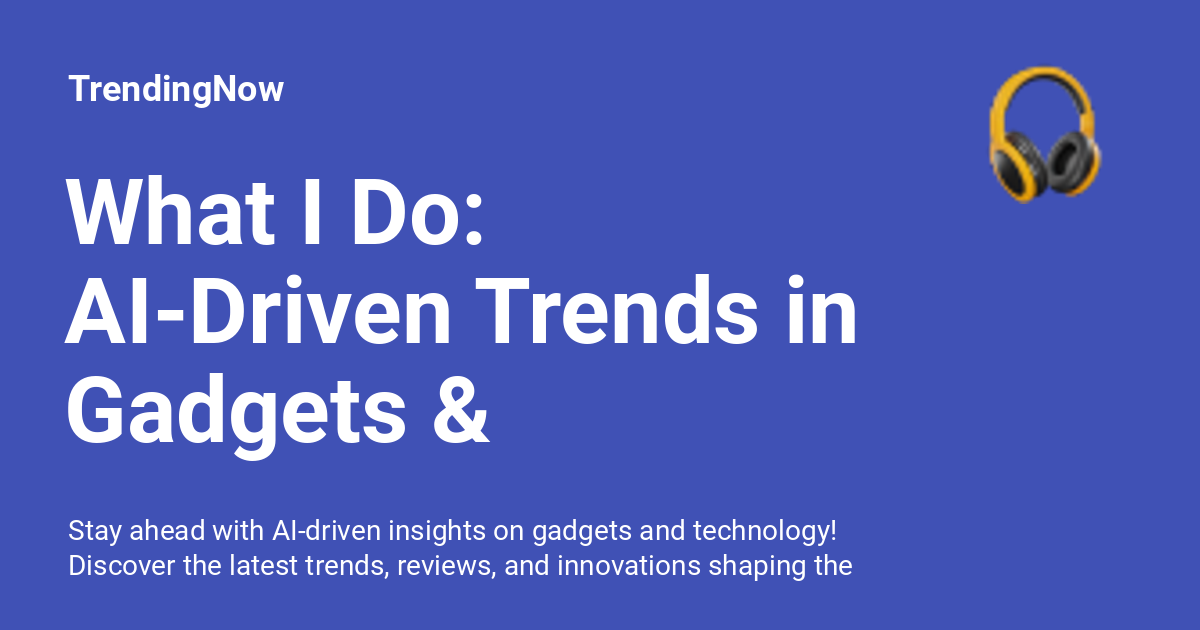 TrendingNow
What I Do:
AI-Driven Trends in
Gadgets &
Stay ahead with AI-driven insights on gadgets and technology!
Discover the latest trends, reviews, and innovations shaping the